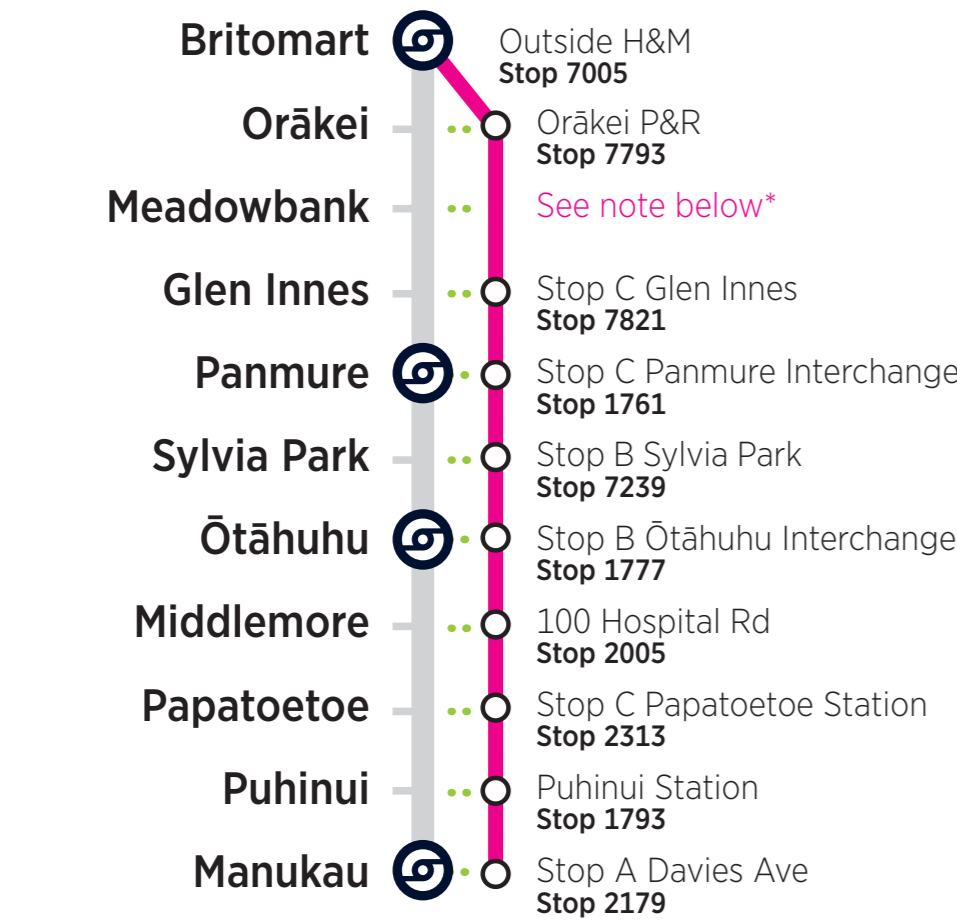 Britomart
Outside H&M
Stop 7005
Orākei
Orākei P&R
Stop 7793
Meadowbank
See note below*
Glen Innes
Stop C Glen Innes
Stop 7821
Panmure
Stop C Panmure Interchange
Stop 1761
Sylvia Park
Stop B Sylvia Park
Stop 7239
Ōtāhuhu
Stop B Ōtāhuhu Interchange
Stop 1777
Middlemore
100 Hospital Rd
Stop 2005
Papatoetoe
Stop C Papatoetoe Station
Stop 2313
Puhinui
Puhinui Station
Stop 1793
Manukau
Stop A Davies Ave
Stop 2179